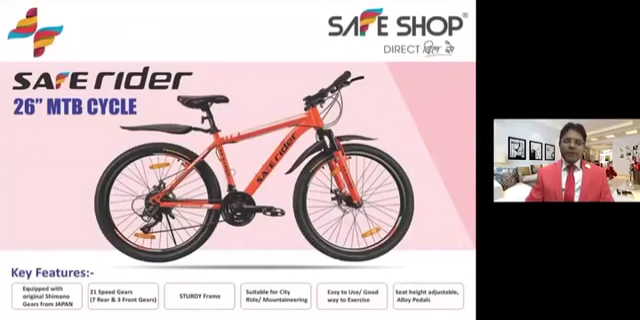 SAFE SHOP®
DIRECT दिल से
SAFE rider
26” MTB CYCLE
SAFE rider
Key Features:-
Equipped with
original Shimano
Gears from JAPAN
21 Speed Gears
(7 Rear & 3 Front Gears)
STURDY Frame
Suitable for City
Ride/ Mountaineering
Easy to Use/ Good
way to Exercise
Seat height adjustable,
Alloy Pedals